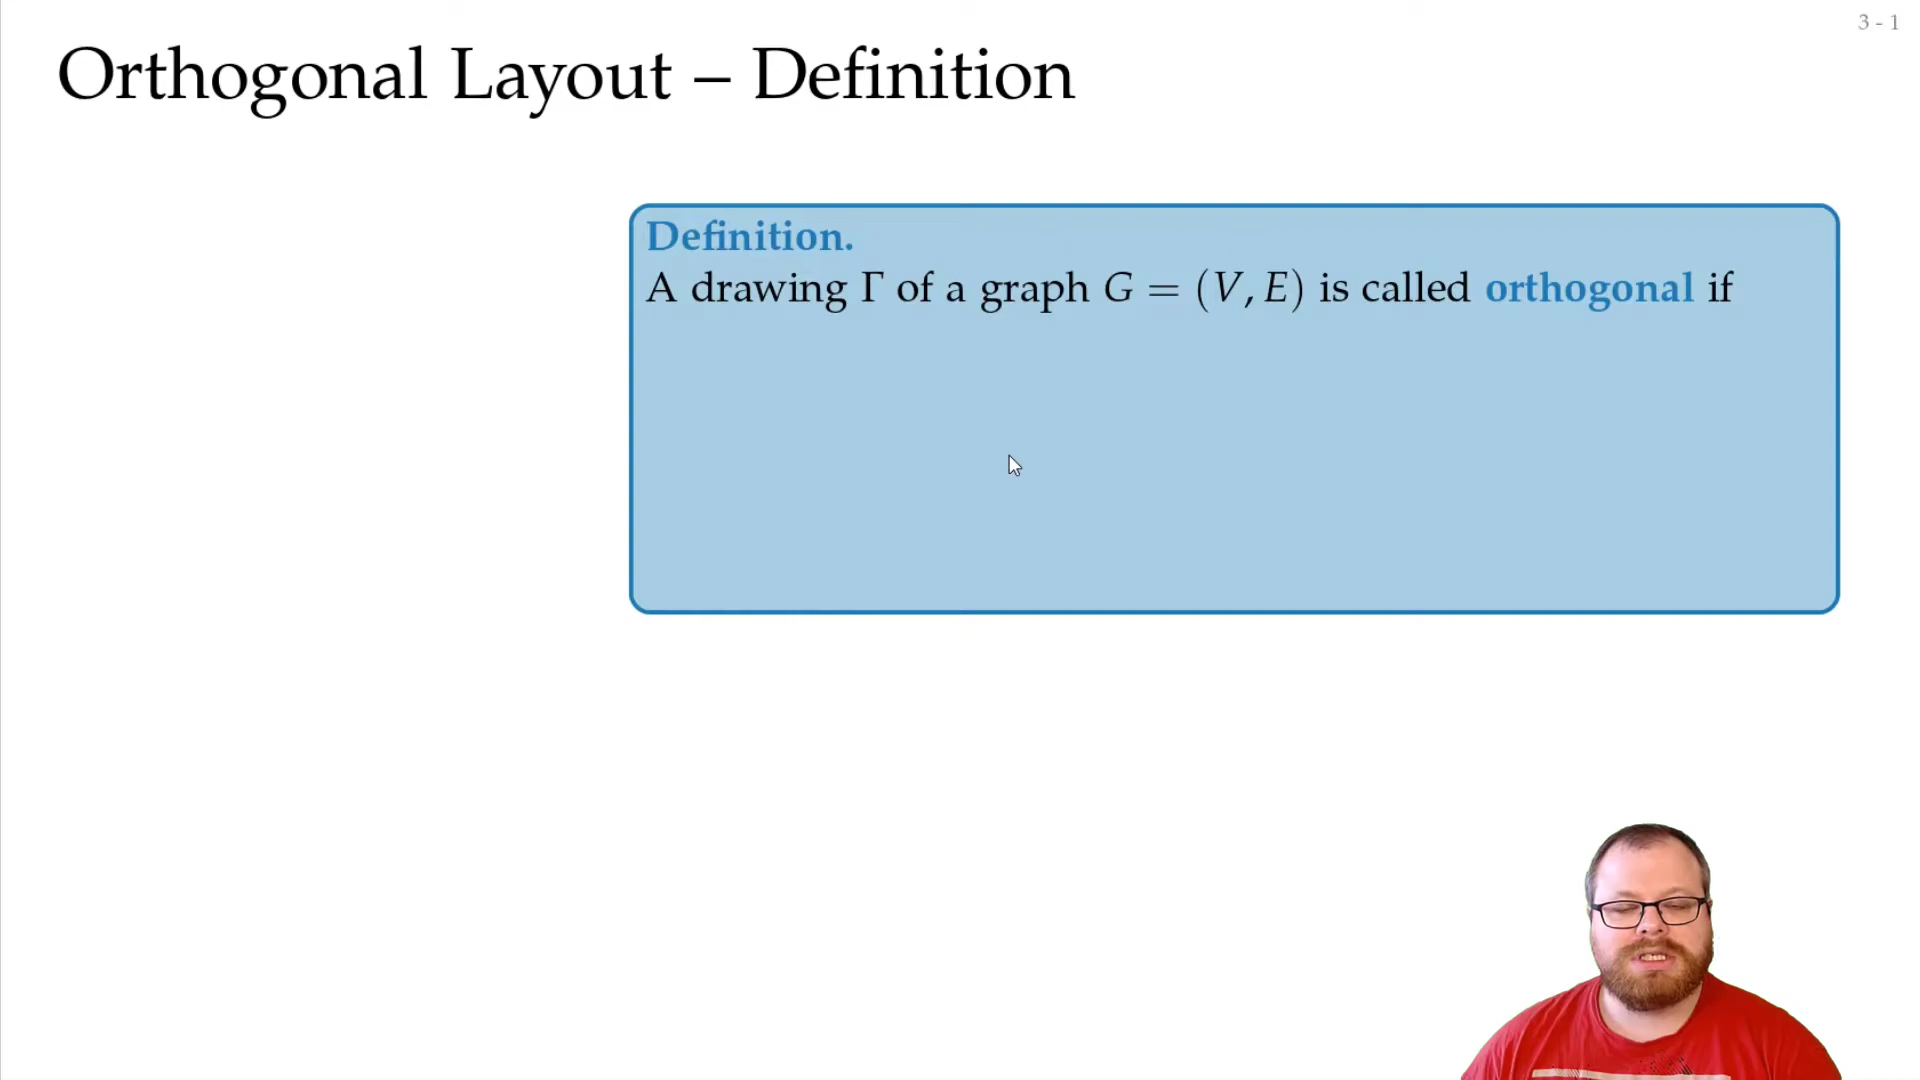 3 - 1
Orthogonal Layout – Definition
Definition.
A drawing Γ of a graph G = (V, E) is called orthogonal if